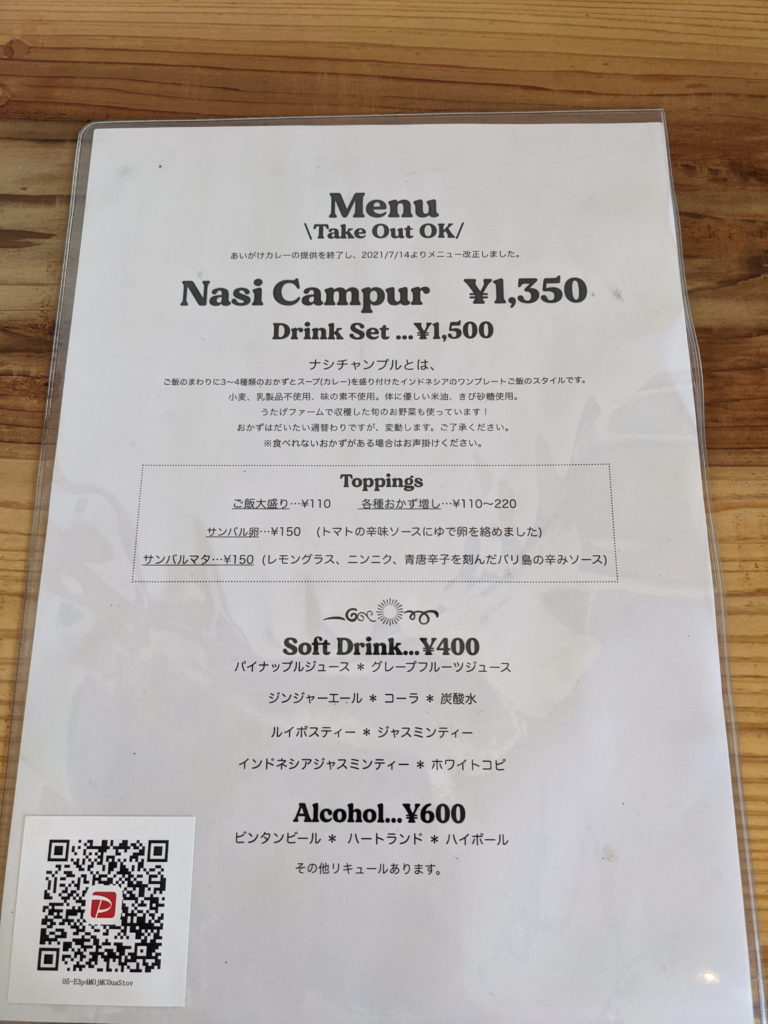 Menu
\Take Out OK/
あいがけカレーの提供を終了し、2021/7/14よりメニュー改正しました。
Nasi Campur ¥1,350
Drink Set ...¥1,500
ナシチャンプルとは、
ご飯のまわりに3〜4種類のおかずとスープ(カレー)を盛り付けたインドネシアのワンプレートご飯のスタイルです。
小麦、乳製品不使用、味の素不使用。体に優しい米油、きび砂糖使用。
うたげファームで収穫した旬のお野菜も使っています！
おかずはだいたい週替わりですが、変動します。ご了承ください。
※食べれないおかずがある場合はお声掛けください。
Toppings
ご飯大盛り…¥110 各種おかず増し…¥110〜220
サンバル卵…¥150 (トマトの辛味ソースにゆで卵を絡めました)
サンバルマタ…¥150 (レモングラス、ニンニク、青唐辛子を刻んだバリ島の辛みソース)
Soft Drink...¥400
パイナップルジュース * グレープフルーツジュース
ジンジャーエール * コーラ * 炭酸水
ルイボスティー * ジャスミンティー
インドネシアジャスミンティー * ホワイトコピ
Alcohol...¥600
ビンタンビール * ハートランド * ハイボール
その他リキュールあります。
05-E3p4MOjMC0uaStov